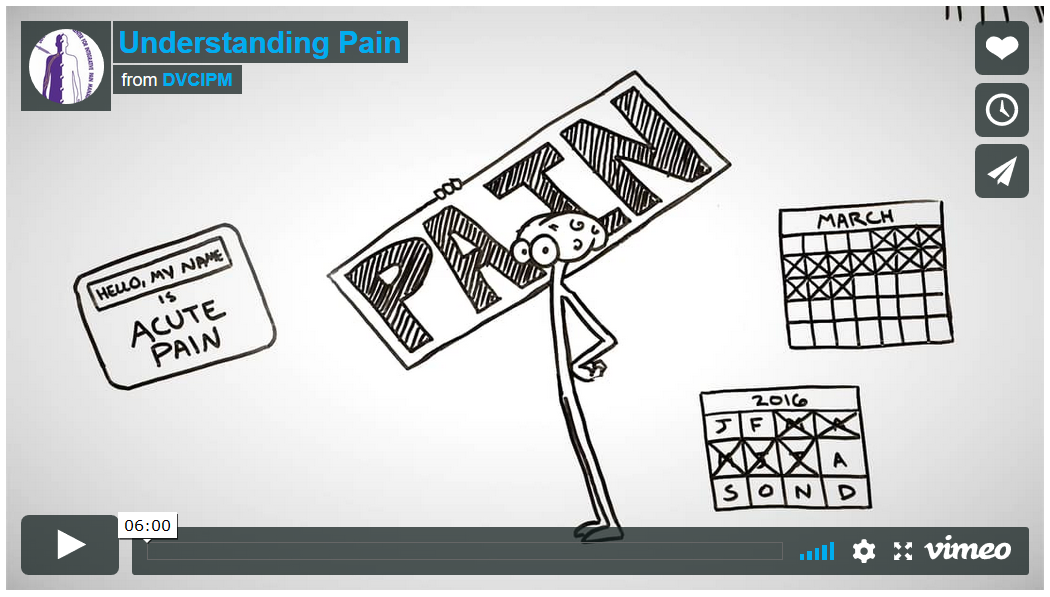 Understanding Pain
from DVCIPM
HELLO, MY NAME
IS
ACUTE
PAIN
PAIN
MARCH
2016
J F M A
M J J A
S O N D
06:00
vimeo